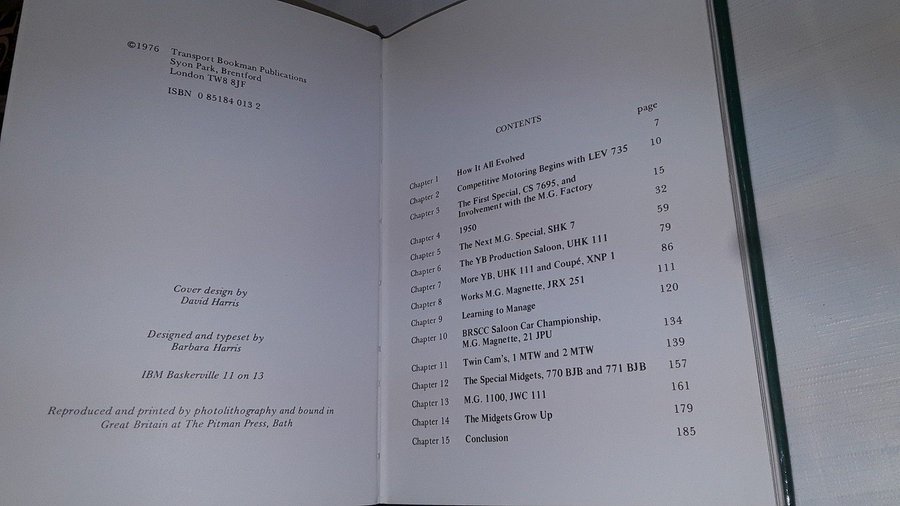 ©1976 Transport Bookman Publications
Syon Park, Brentford
London TW8 8JF
ISBN 0 85184 013 2
Cover design by
David Harris
Designed and typeset by
Barbara Harris
IBM Baskerville 11 on 13
Reproduced and printed by photolithography and bound in
Great Britain at The Pitman Press, Bath
CONTENTS
page
Chapter 1 How It All Evolved 7
Chapter 2 Competitive Motoring Begins with LEV 735 10
Chapter 3 The First Special, CS 7695, and
Involvement with the M.G. Factory 15
Chapter 4 1950 32
Chapter 5 The Next M.G. Special, SHK 7 59
Chapter 6 The YB Production Saloon, UHK 111 79
Chapter 7 More YB, UHK 111 and Coupé, XNP 1 86
Chapter 8 Works M.G. Magnette, JRX 251 111
Chapter 9 Learning to Manage 120
Chapter 10 BRSCC Saloon Car Championship,
M.G. Magnette, 21 JPU 134
Chapter 11 Twin Cam's, 1 MTW and 2 MTW 139
Chapter 12 The Special Midgets, 770 BJB and 771 BJB 157
Chapter 13 M.G. 1100, JWC 111 161
Chapter 14 The Midgets Grow Up 179
Chapter 15 Conclusion 185